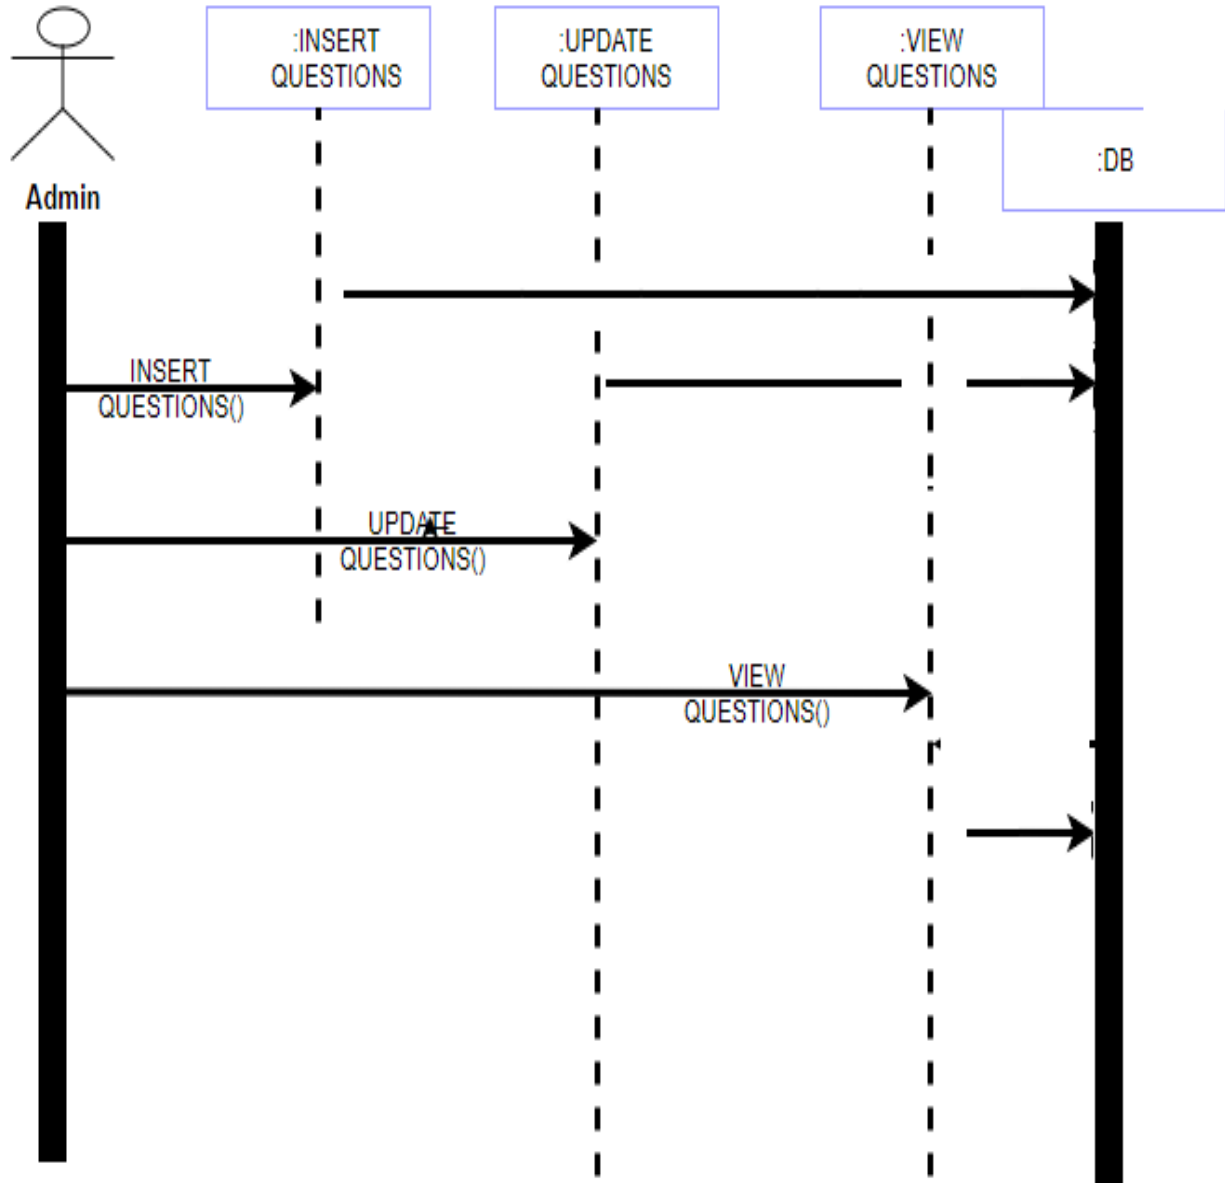 :INSERT
QUESTIONS
:UPDATE
QUESTIONS
:VIEW
QUESTIONS
:DB
Admin
INSERT
QUESTIONS()
UPDATE
QUESTIONS()
VIEW
QUESTIONS()